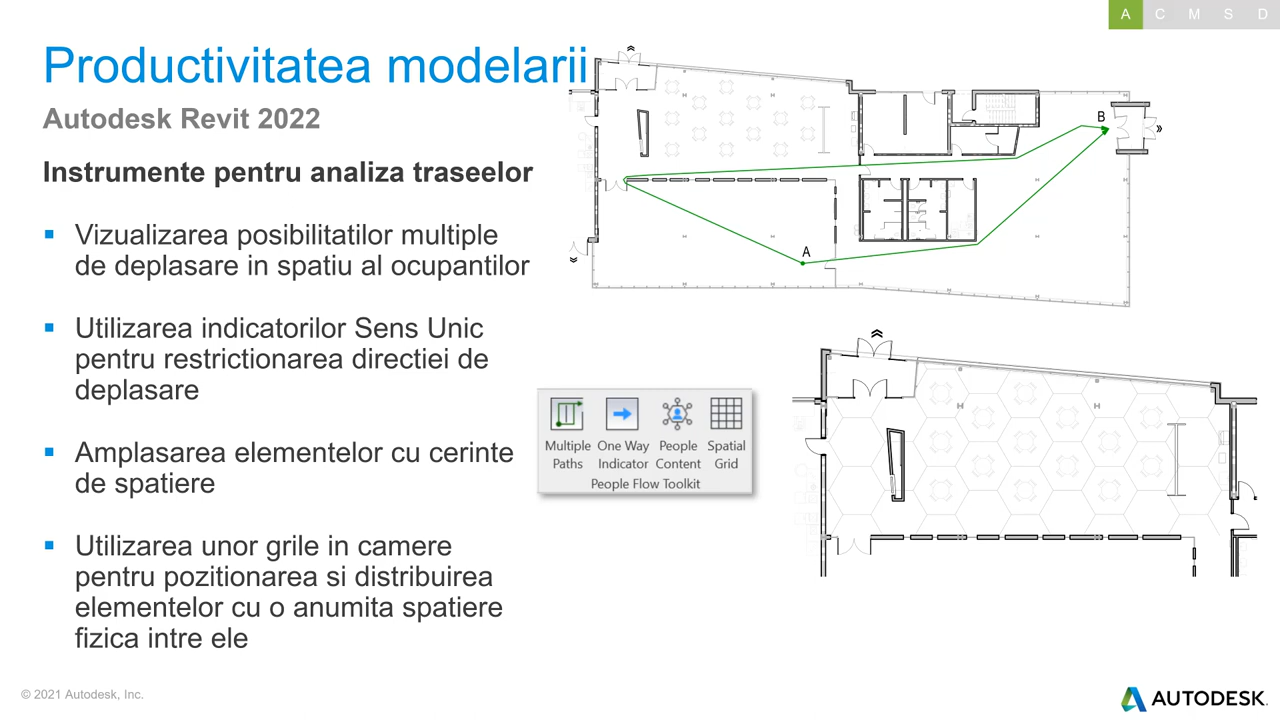 A C M S D
Productivitatea modelarii
Autodesk Revit 2022
Instrumente pentru analiza traseelor
▪ Vizualizarea posibilitatilor multiple
de deplasare in spatiu al ocupantilor
▪ Utilizarea indicatorilor Sens Unic
pentru restrictionarea directiei de
deplasare
▪ Amplasarea elementelor cu cerinte
de spatiere
▪ Utilizarea unor grile in camere
pentru pozitionarea si distribuirea
elementelor cu o anumita spatiere
fizica intre ele
B
A
Multiple Paths
One Way Indicator
People Content
Spatial Grid
People Flow Toolkit
© 2021 Autodesk, Inc.
AUTODESK.